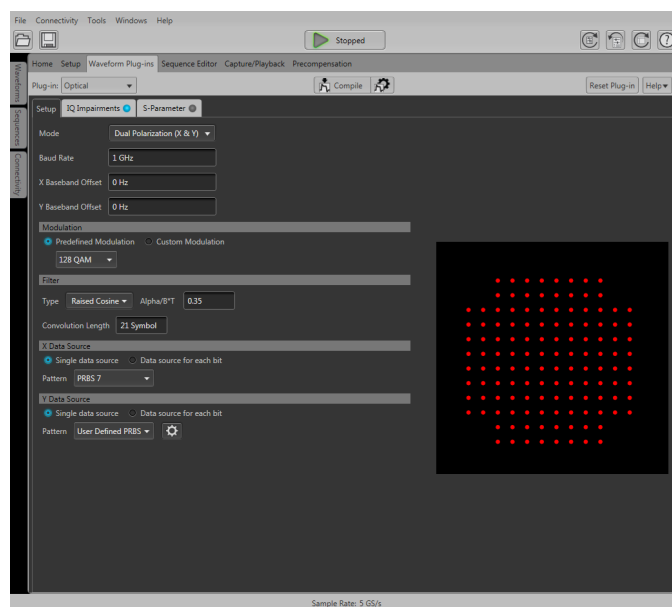 File Connectivity Tools Windows Help
Stopped
Home Setup Waveform Plug-ins Sequence Editor Capture/Playback Precompensation
Waveforms
Sequences
Connectivity
Plug-in: Optical Compile Reset Plug-in Help
Setup IQ Impairments S-Parameter
Mode Dual Polarization (X & Y)
Baud Rate 1 GHz
X Baseband Offset 0 Hz
Y Baseband Offset 0 Hz
Modulation
Predefined Modulation Custom Modulation
128 QAM
Filter
Type Raised Cosine Alpha/B*T 0.35
Convolution Length 21 Symbol
X Data Source
Single data source Data source for each bit
Pattern PRBS 7
Y Data Source
Single data source Data source for each bit
Pattern User Defined PRBS
Sample Rate: 5 GS/s